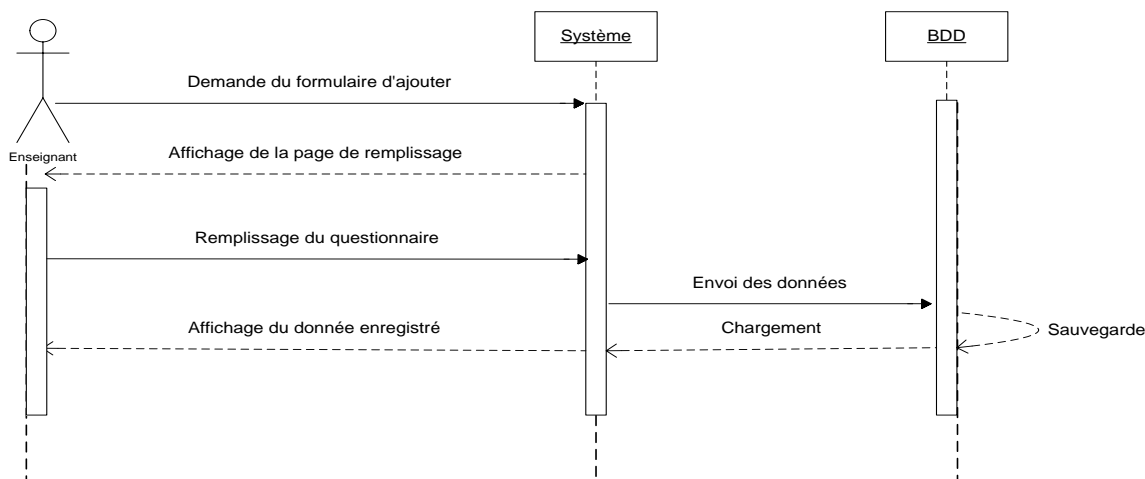 Système
BDD
Demande du formulaire d'ajouter
Enseignant
Affichage de la page de remplissage
Remplissage du questionnaire
Envoi des données
Affichage du donnée enregistré
Chargement
Sauvegarde